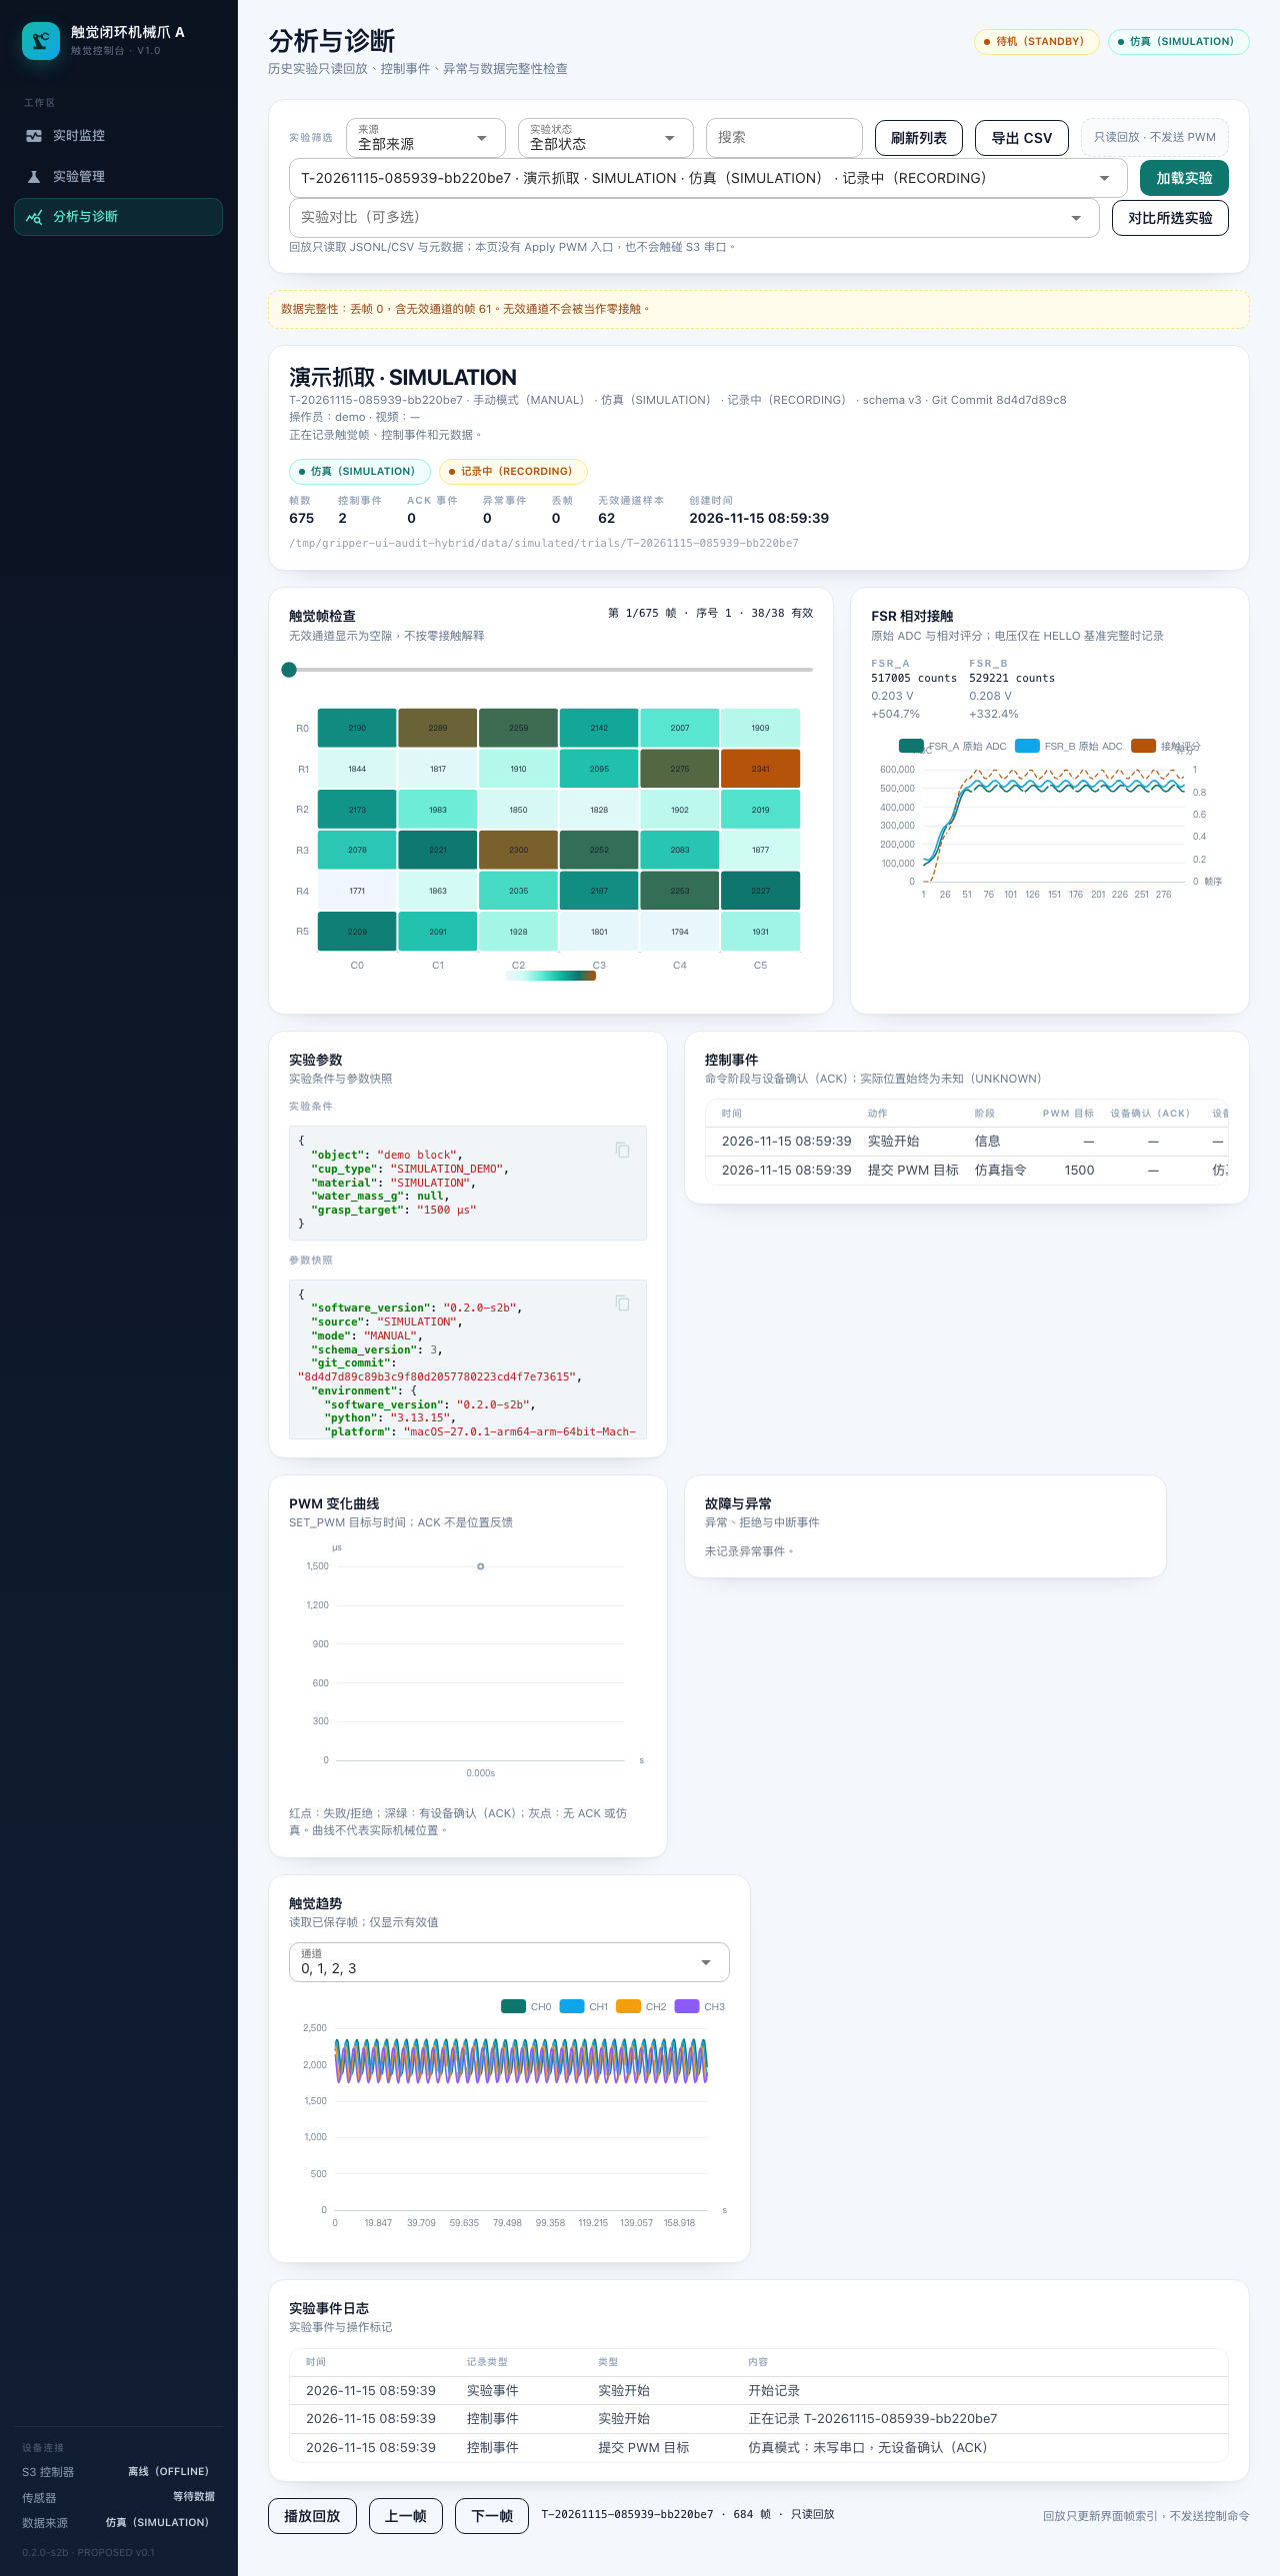 触觉闭环机械爪 A
触觉控制台 · V1.0
工作区
实时监控
实验管理
分析与诊断
分析与诊断
历史实验只读回放、控制事件、异常与数据完整性检查
待机（STANDBY）
仿真（SIMULATION）
实验筛选
来源
全部来源
实验状态
全部状态
搜索
刷新列表
导出 CSV
只读回放 · 不发送 PWM
T-20261115-085939-bb220be7 · 演示抓取 · SIMULATION · 仿真（SIMULATION） · 记录中（RECORDING）
加载实验
实验对比（可多选）
对比所选实验
回放只读取 JSONL/CSV 与元数据；本页没有 Apply PWM 入口，也不会触碰 S3 串口。
数据完整性：丢帧 0，含无效通道的帧 61。无效通道不会被当作零接触。
演示抓取 · SIMULATION
T-20261115-085939-bb220be7 · 手动模式（MANUAL） · 仿真（SIMULATION） · 记录中（RECORDING） · schema v3 · Git Commit 8d4d7d89c8
操作员：demo · 视频：—
正在记录触觉帧、控制事件和元数据。
仿真（SIMULATION）
记录中（RECORDING）
帧数 控制事件 ACK 事件 异常事件 丢帧 无效通道样本 创建时间
675 2 0 0 0 62 2026-11-15 08:59:39
/tmp/gripper-ui-audit-hybrid/data/simulated/trials/T-20261115-085939-bb220be7
触觉帧检查
第 1/675 帧 · 序号 1 · 38/38 有效
无效通道显示为空隙，不按零接触解释
R0 2190 2289 2259 2142 2007 1909
R1 1844 1817 1910 2095 2275 2341
R2 2173 1983 1850 1828 1902 2019
R3 2078 2221 2300 2252 2083 1877
R4 1771 1863 2035 2187 2253 2227
R5 2209 2091 1928 1801 1794 1931
C0 C1 C2 C3 C4 C5
FSR 相对接触
原始 ADC 与相对评分；电压仅在 HELLO 基准完整时记录
FSR_A FSR_B
517005 counts 529221 counts
0.203 V 0.208 V
+504.7% +332.4%
FSR_A 原始 ADC FSR_B 原始 ADC 接触评分
ADC 评分
600,000 1
500,000 0.8
400,000 0.6
300,000
200,000 0.4
100,000 0.2
0 0 帧序
1 26 51 76 101 126 151 176 201 226 251 276
实验参数
实验条件与参数快照
实验条件
{
"object": "demo block",
"cup_type": "SIMULATION_DEMO",
"material": "SIMULATION",
"water_mass_g": null,
"grasp_target": "1500 µs"
}
参数快照
{
"software_version": "0.2.0-s2b",
"source": "SIMULATION",
"mode": "MANUAL",
"schema_version": 3,
"git_commit":
"8d4d7d89c89b3c9f80d2057780223cd4f7e73615",
"environment": {
"software_version": "0.2.0-s2b",
"python": "3.13.15",
"platform": "macOS-27.0.1-arm64-arm-64bit-Mach-
控制事件
命令阶段与设备确认（ACK）；实际位置始终为未知（UNKNOWN）
时间 动作 阶段 PWM 目标 设备确认（ACK） 设备
2026-11-15 08:59:39 实验开始 信息 — — —
2026-11-15 08:59:39 提交 PWM 目标 仿真指令 1500 — 仿
PWM 变化曲线
SET_PWM 目标与时间；ACK 不是位置反馈
µs
1,500
1,200
900
600
300
0 s
0.000s
红点：失败/拒绝；深绿：有设备确认（ACK）；灰点：无 ACK 或仿
真。曲线不代表实际机械位置。
故障与异常
异常、拒绝与中断事件
未记录异常事件。
触觉趋势
读取已保存帧；仅显示有效值
通道
0, 1, 2, 3
CH0 CH1 CH2 CH3
2,500
2,000
1,500
1,000
500
0 s
0 19.847 39.709 59.635 79.498 99.358 119.215 139.057 158.918
实验事件日志
实验事件与操作标记
时间 记录类型 类型 内容
2026-11-15 08:59:39 实验事件 实验开始 开始记录
2026-11-15 08:59:39 控制事件 实验开始 正在记录 T-20261115-085939-bb220be7
2026-11-15 08:59:39 控制事件 提交 PWM 目标 仿真模式：未写串口，无设备确认（ACK）
播放回放
上一帧
下一帧
T-20261115-085939-bb220be7 · 684 帧 · 只读回放
回放只更新界面帧索引，不发送控制命令
设备连接
S3 控制器 离线（OFFLINE）
传感器 等待数据
数据来源 仿真（SIMULATION）
0.2.0-s2b · PROPOSED v0.1